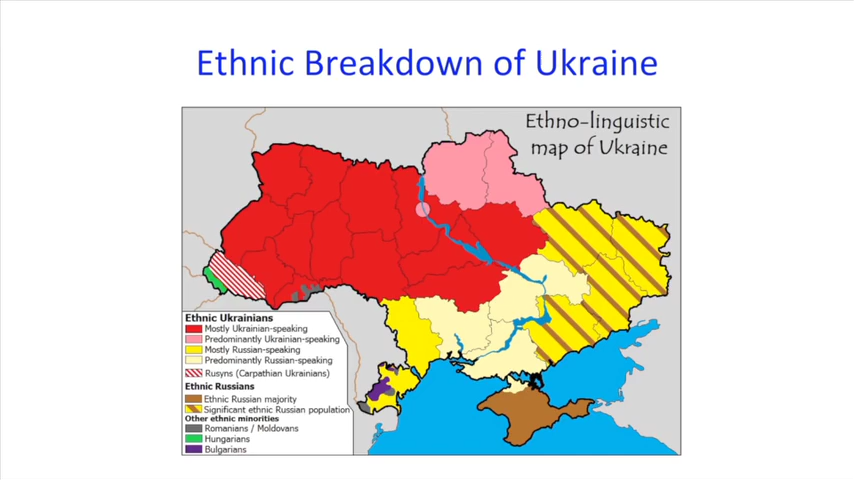 Ethnic Breakdown of Ukraine
Ethno-linguistic
map of Ukraine
Ethnic Ukrainians
Mostly Ukrainian-speaking
Predominantly Ukrainian-speaking
Mostly Russian-speaking
Predominantly Russian-speaking
Rusyns (Carpathian Ukrainians)
Ethnic Russians
Ethnic Russian majority
Significant ethnic Russian population
Other ethnic minorities
Romanians / Moldovans
Hungarians
Bulgarians